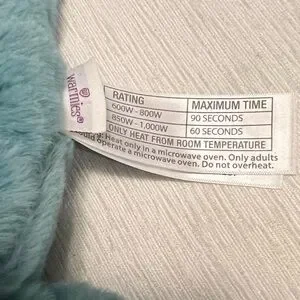 warmies®
RATING MAXIMUM TIME
600W - 800W 90 SECONDS
850W - 1,000W 60 SECONDS
ONLY HEAT FROM ROOM TEMPERATURE
Heat only in a microwave oven. Only adults
should operate a microwave oven. Do not